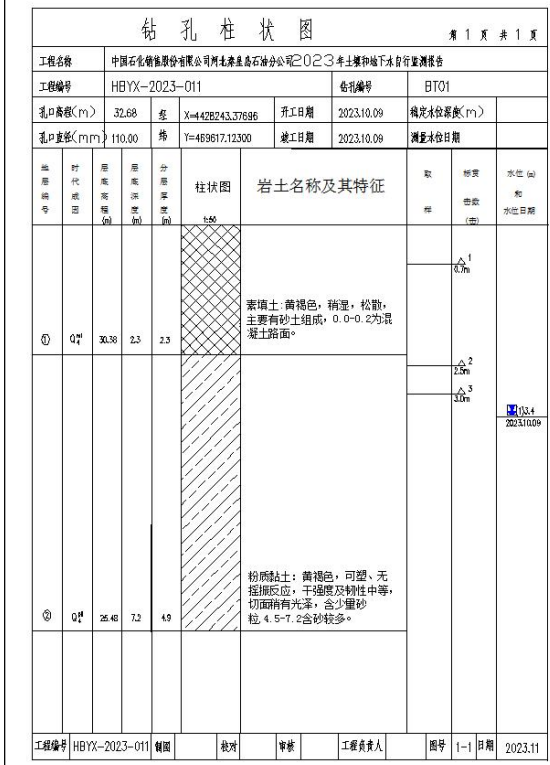 钻 孔 柱 状 图
第 1 页 共 1 页
工程名称 中国石化销售股份有限公司河北秦皇岛石油分公司2023年土壤和地下水自行监测报告
工程编号 HBYX-2023-011 钻孔编号 BT01
孔口高程(m) 32.68 经 X=4428243.37696 开工日期 2023.10.09 稳定水位深度(m)
孔口直径(mm) 110.00 纬 Y=469617.12300 竣工日期 2023.10.09 测量水位日期
地层编号 时代成因 层底高程(m) 层底深度(m) 分层厚度(m) 柱状图 1:50 岩土名称及其特征 取样 标贯击数(击) 水位(m)和水位日期
1
0.7m
素填土:黄褐色，稍湿，松散，
主要有砂土组成，0.0-0.2为混
凝土路面。
① Q₄ᵐˡ 30.38 2.3 2.3
2
2.5m
3
3.0m
(1)3.4
2023.10.09
粉质黏土：黄褐色，可塑、无
摇振反应，干强度及韧性中等，
切面稍有光泽，含少量砂
粒, 4.5-7.2含砂较多。
② 25.48 7.2 4.9
工程编号 HBYX-2023-011 制图 校对 审核 工程负责人 图号 1-1 日期 2023.11